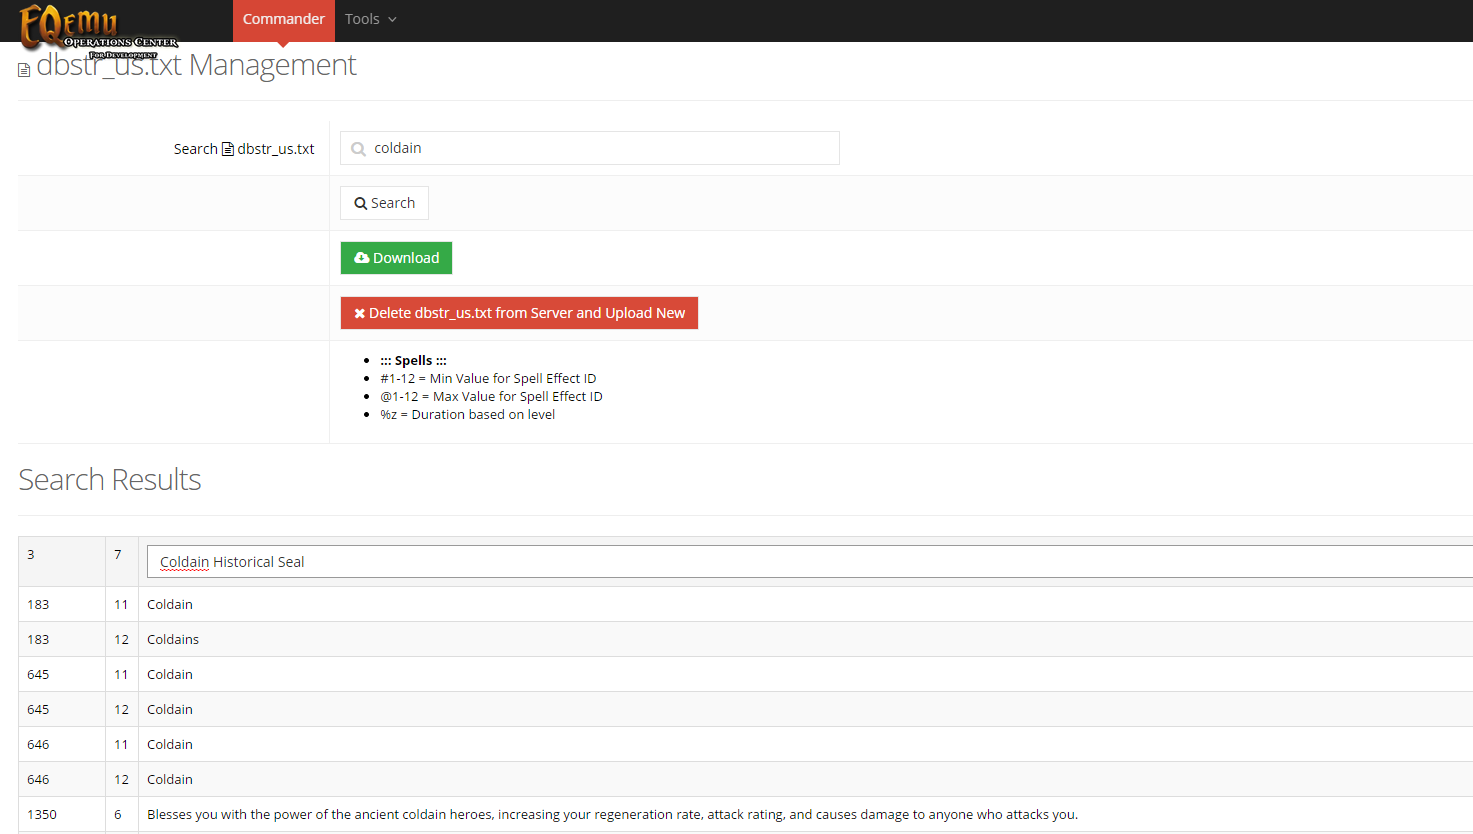 EQEmu
Operations Center
For Development
Commander
Tools
dbstr_us.txt Management
Search dbstr_us.txt
coldain
Search
Download
Delete dbstr_us.txt from Server and Upload New
::: Spells :::
#1-12 = Min Value for Spell Effect ID
@1-12 = Max Value for Spell Effect ID
%z = Duration based on level
Search Results
3 7 Coldain Historical Seal
183 11 Coldain
183 12 Coldains
645 11 Coldain
645 12 Coldain
646 11 Coldain
646 12 Coldain
1350 6 Blesses you with the power of the ancient coldain heroes, increasing your regeneration rate, attack rating, and causes damage to anyone who attacks you.